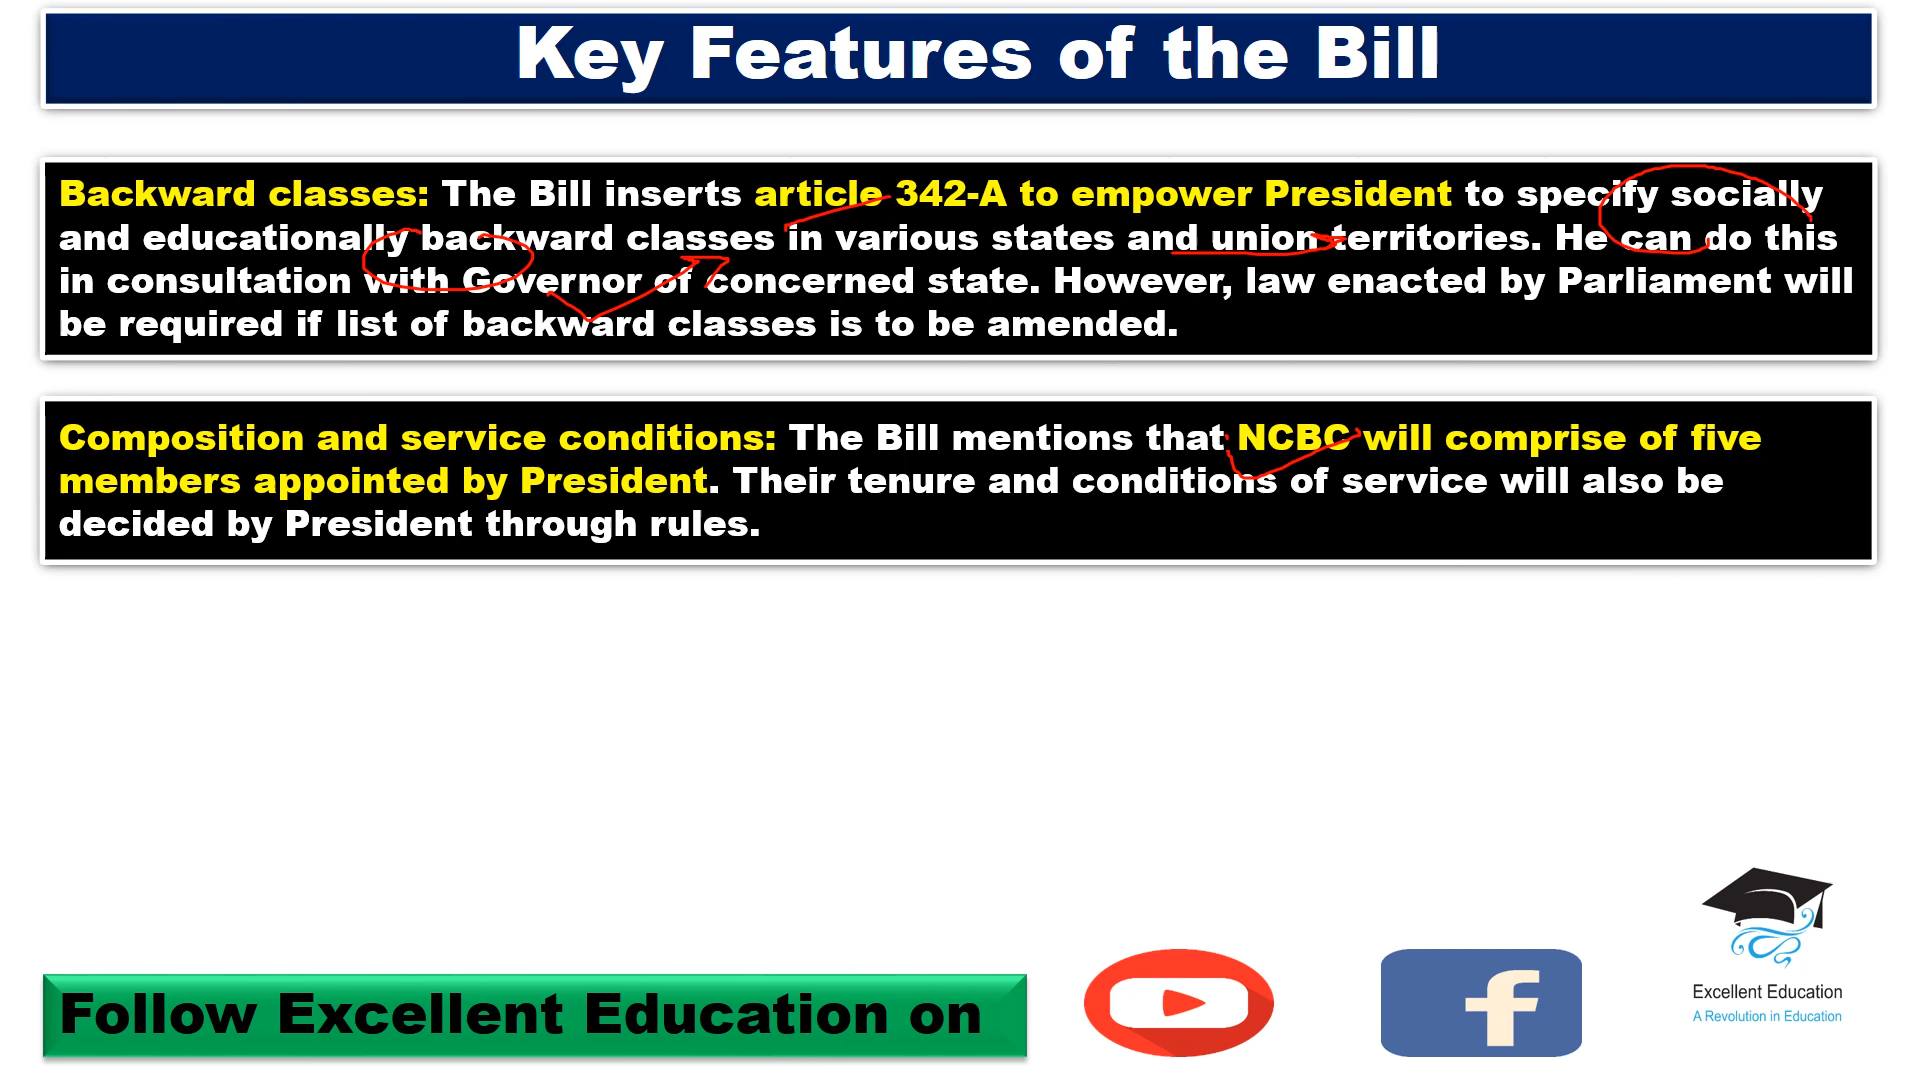 Key Features of the Bill
Backward classes: The Bill inserts article 342-A to empower President to specify socially
and educationally backward classes in various states and union territories. He can do this
in consultation with Governor of concerned state. However, law enacted by Parliament will
be required if list of backward classes is to be amended.
Composition and service conditions: The Bill mentions that NCBC will comprise of five
members appointed by President. Their tenure and conditions of service will also be
decided by President through rules.
Follow Excellent Education on
f
Excellent Education
A Revolution in Education